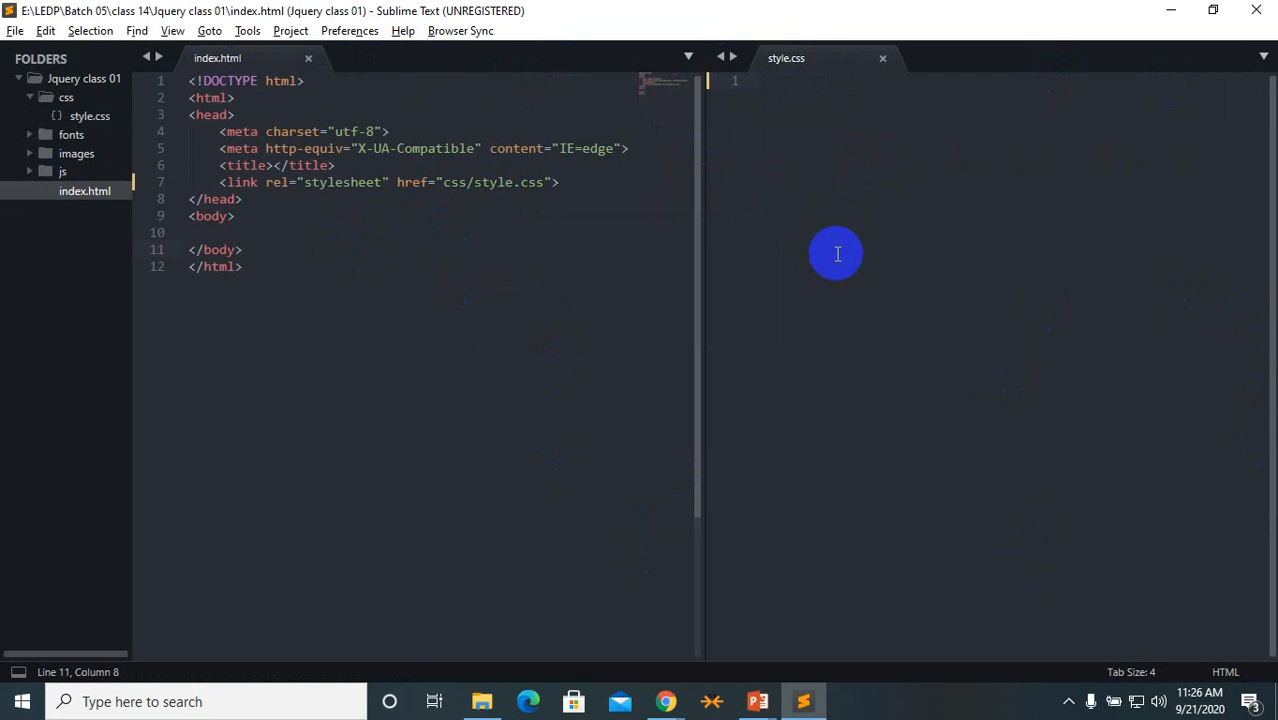 E:\LEDP\Batch 05\class 14\Jquery class 01\index.html (Jquery class 01) - Sublime Text (UNREGISTERED)
File Edit Selection Find View Goto Tools Project Preferences Help Browser Sync
FOLDERS
Jquery class 01
css
style.css
fonts
images
js
index.html
index.html
1 <!DOCTYPE html>
2 <html>
3 <head>
4 <meta charset="utf-8">
5 <meta http-equiv="X-UA-Compatible" content="IE=edge">
6 <title></title>
7 <link rel="stylesheet" href="css/style.css">
8 </head>
9 <body>
10
11 </body>
12 </html>
style.css
1
Line 11, Column 8
Tab Size: 4
HTML
Type here to search
11:26 AM
9/21/2020
3